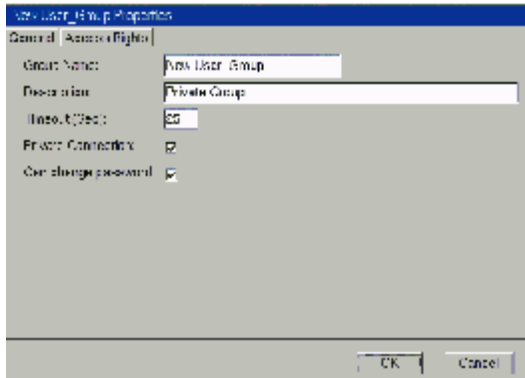 New User_Group Properties
General Access Rights
Group Name: New User_Group
Description: Private Group
Timeout (Sec): 25
Private Connection:
Can change password
OK Cancel